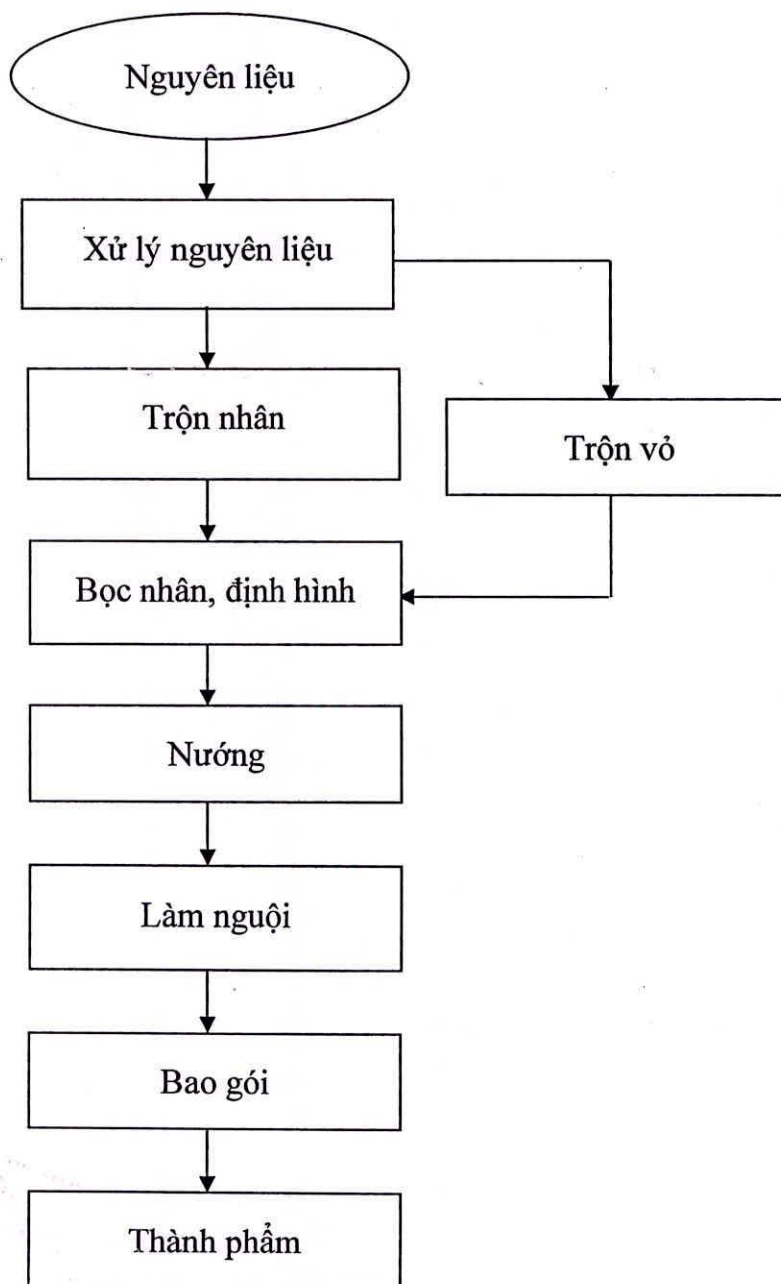 Nguyên liệu
Xử lý nguyên liệu
Trộn nhân
Trộn vỏ
Bọc nhân, định hình
Nướng
Làm nguội
Bao gói
Thành phẩm